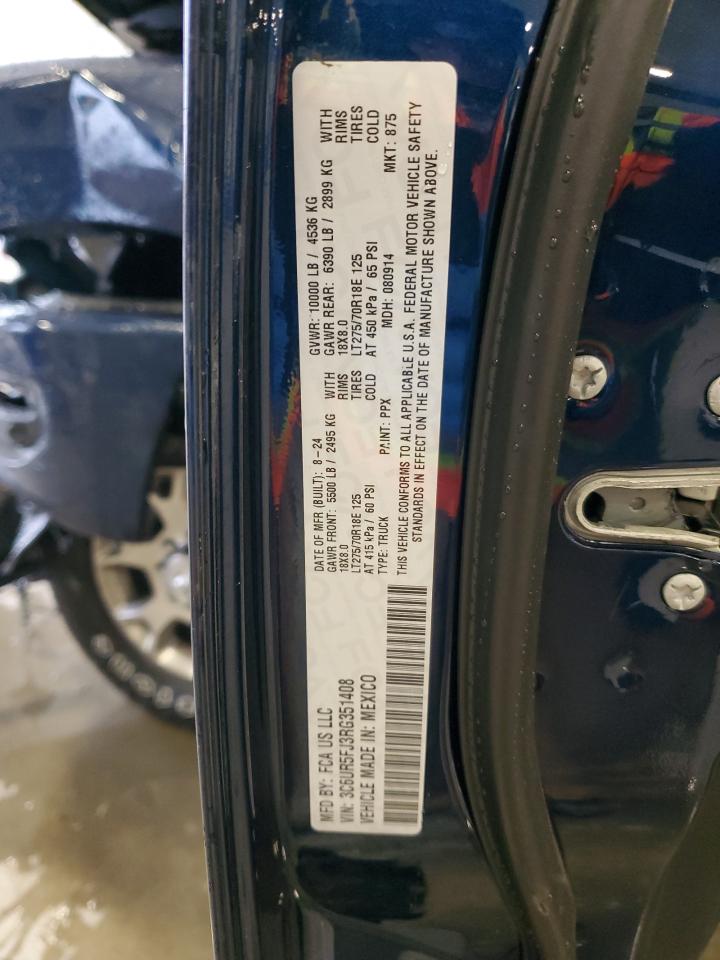 MFD BY: FCA US LLC
VIN: 3C6UR5FJ3RG351408
VEHICLE MADE IN: MEXICO
DATE OF MFR (BUILT): 8-24
GAWR FRONT: 5500 LB / 2495 KG WITH
18X8.0 RIMS
LT275/70R18E 125 TIRES
AT 415 kPa / 60 PSI COLD
GVWR: 10000 LB / 4536 KG
GAWR REAR: 6390 LB / 2899 KG WITH
18X8.0 RIMS
LT275/70R18E 125 TIRES
AT 450 kPa / 65 PSI COLD
TYPE: TRUCK PAINT: PPX MDH: 080914 MKT: 875
THIS VEHICLE CONFORMS TO ALL APPLICABLE U.S.A. FEDERAL MOTOR VEHICLE SAFETY
STANDARDS IN EFFECT ON THE DATE OF MANUFACTURE SHOWN ABOVE.